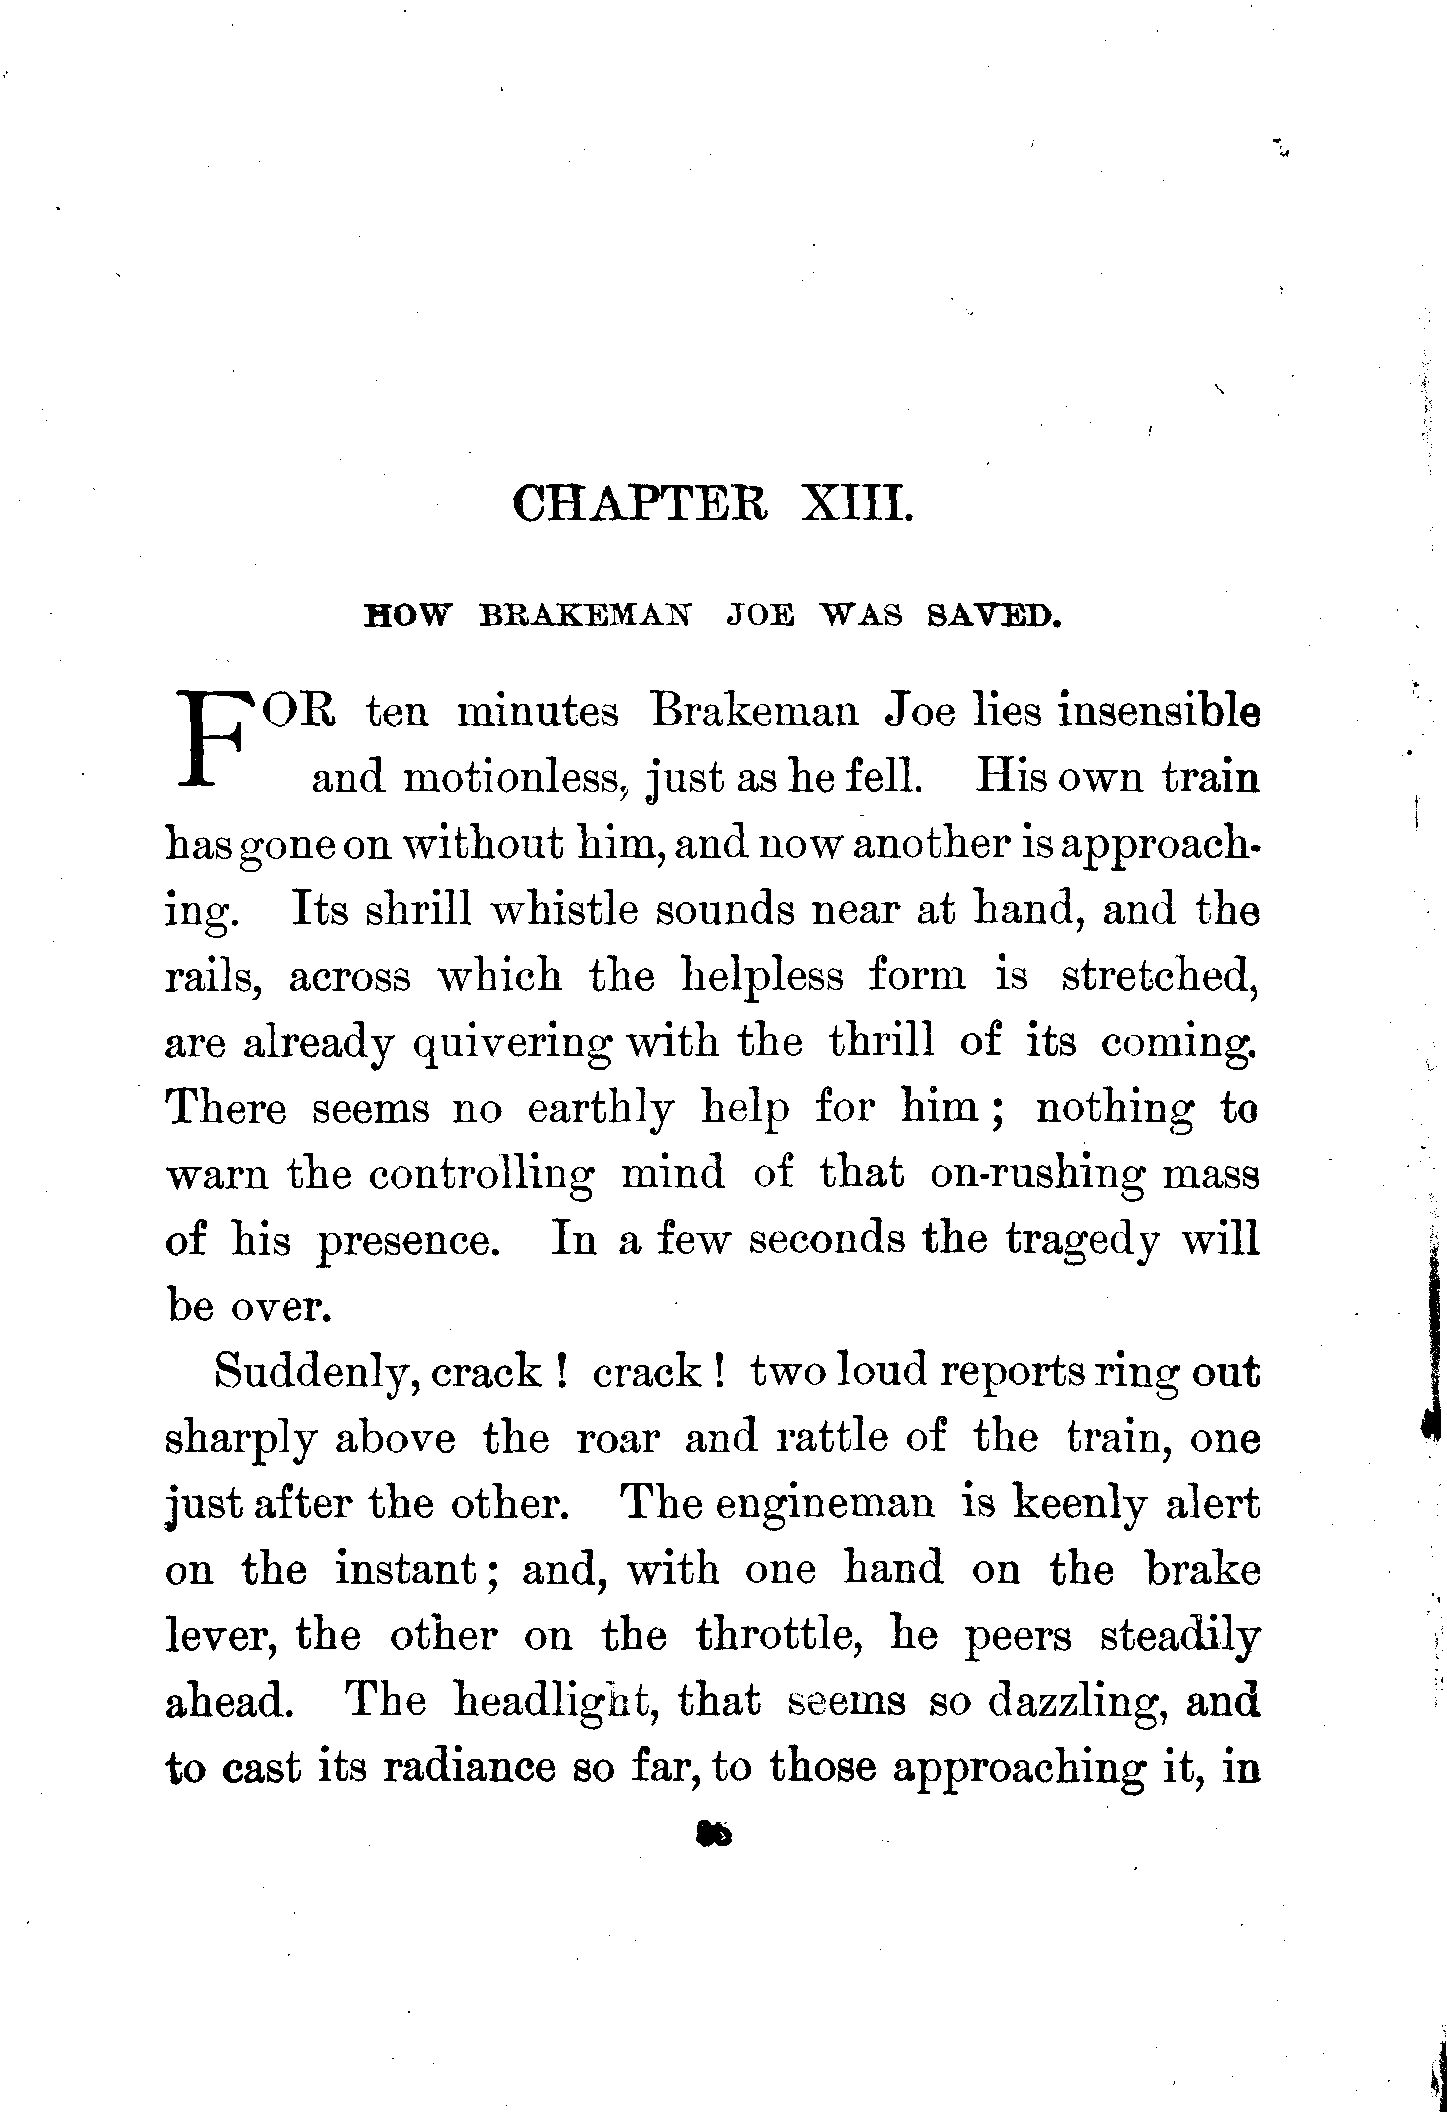 CHAPTER XIII.
HOW BRAKEMAN JOE WAS SAVED.
FOR ten minutes Brakeman Joe lies insensible
and motionless, just as he fell. His own train
has gone on without him, and now another is approach-
ing. Its shrill whistle sounds near at hand, and the
rails, across which the helpless form is stretched,
are already quivering with the thrill of its coming.
There seems no earthly help for him; nothing to
warn the controlling mind of that on-rushing mass
of his presence. In a few seconds the tragedy will
be over.
Suddenly, crack! crack! two loud reports ring out
sharply above the roar and rattle of the train, one
just after the other. The engineman is keenly alert
on the instant; and, with one hand on the brake
lever, the other on the throttle, he peers steadily
ahead. The headlight, that seems so dazzling, and
to cast its radiance so far, to those approaching it, in